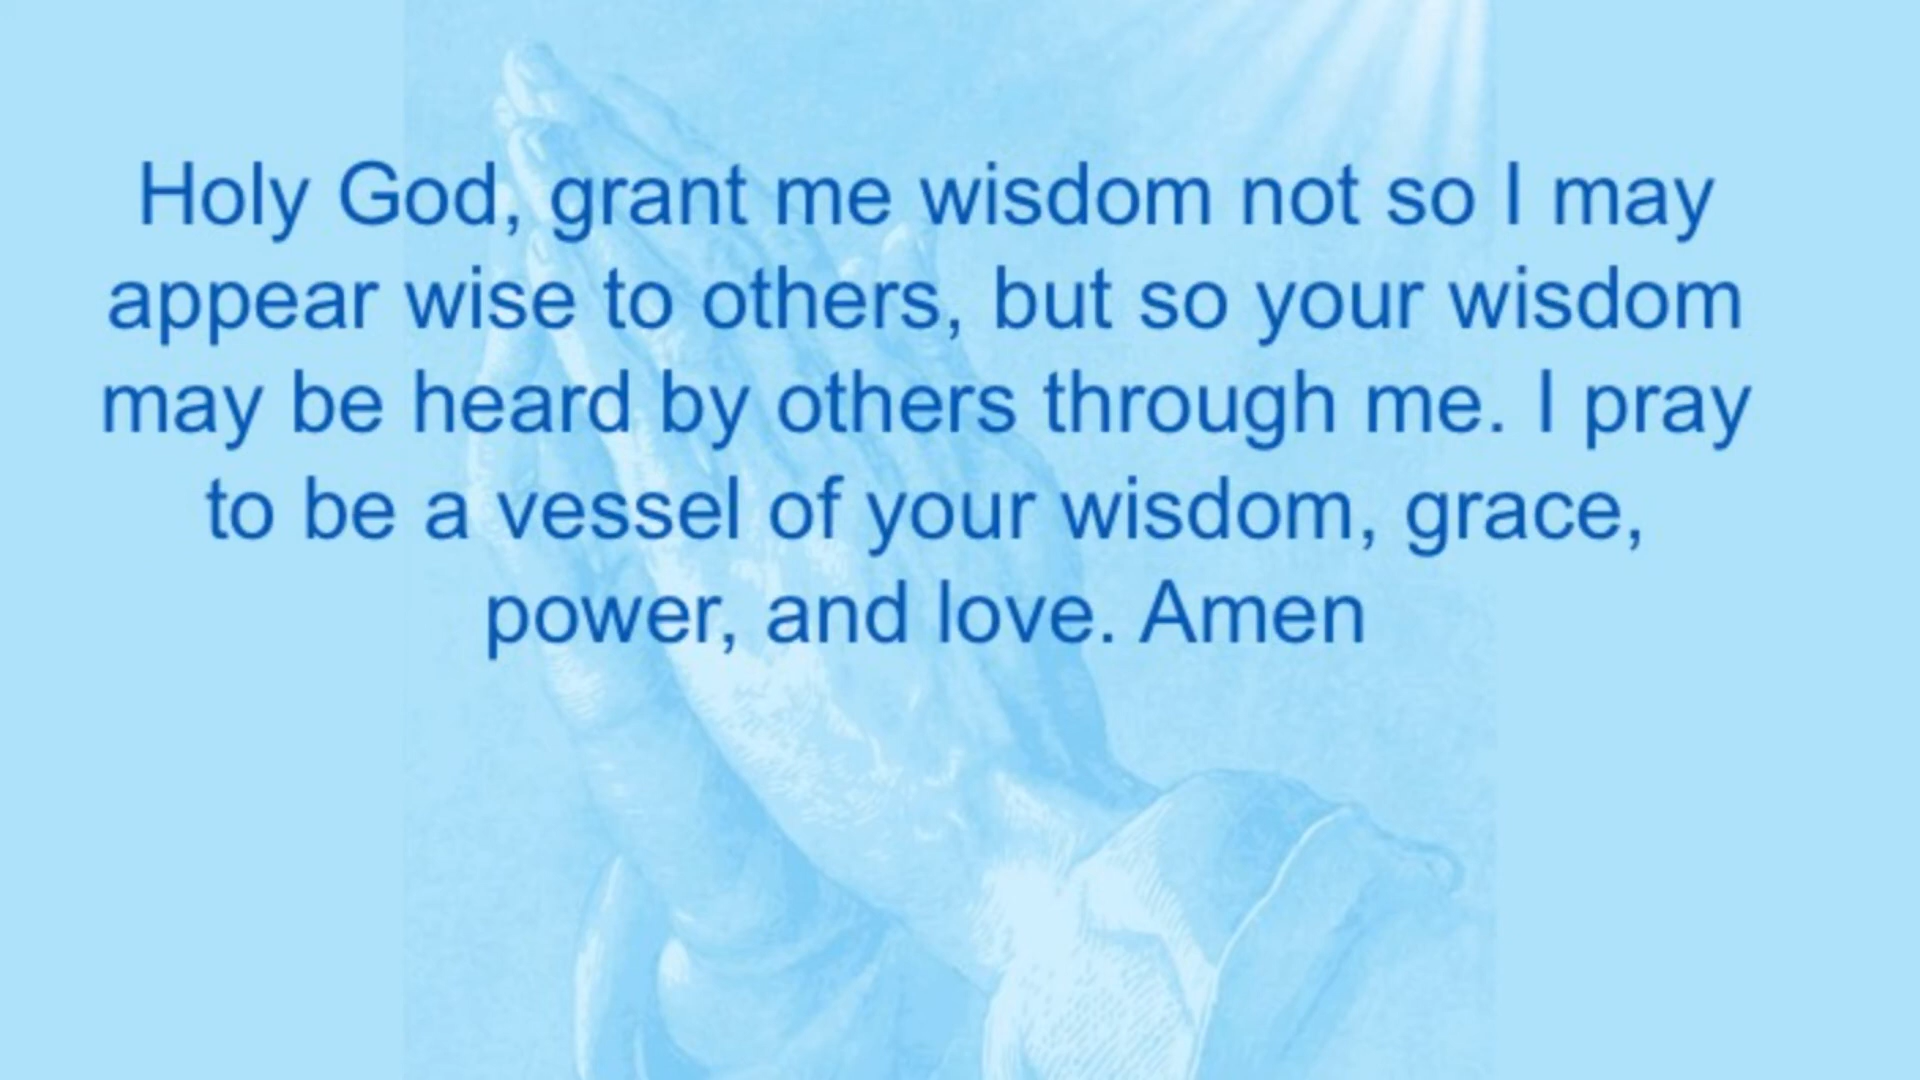 Holy God, grant me wisdom not so I may
appear wise to others, but so your wisdom
may be heard by others through me. I pray
to be a vessel of your wisdom, grace,
power, and love. Amen